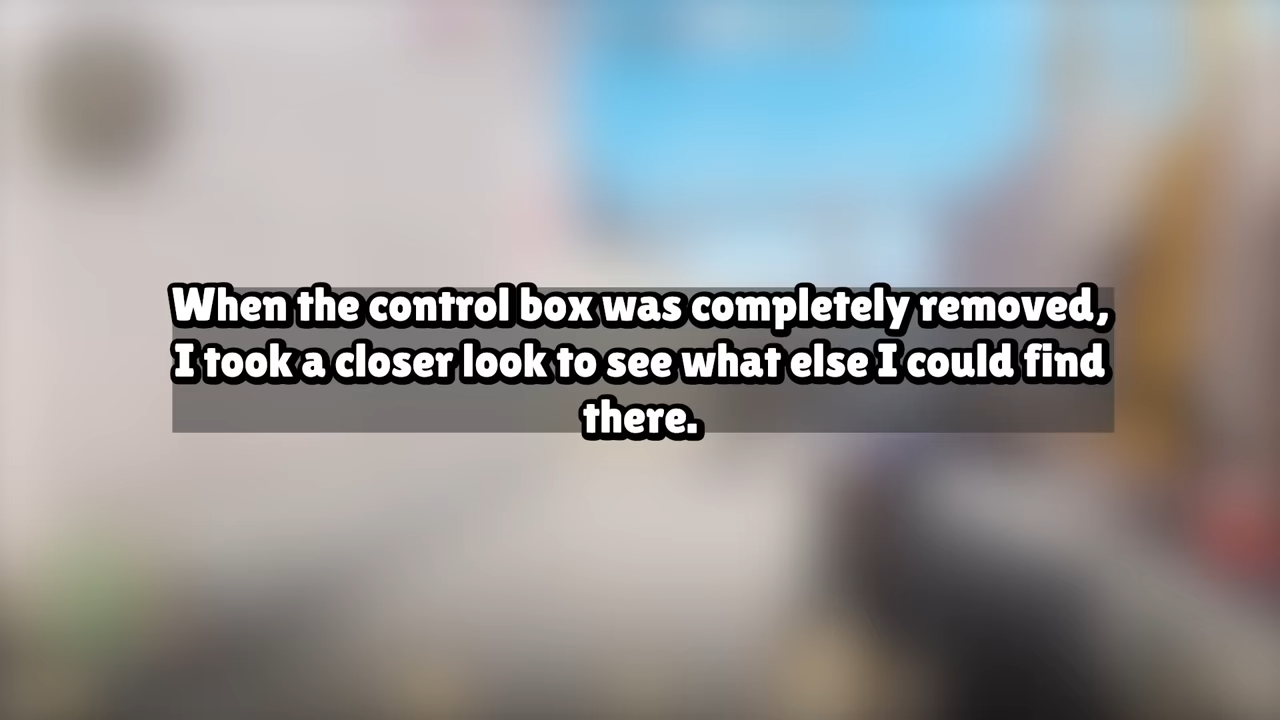 When the control box was completely removed,
I took a closer look to see what else I could find
there.